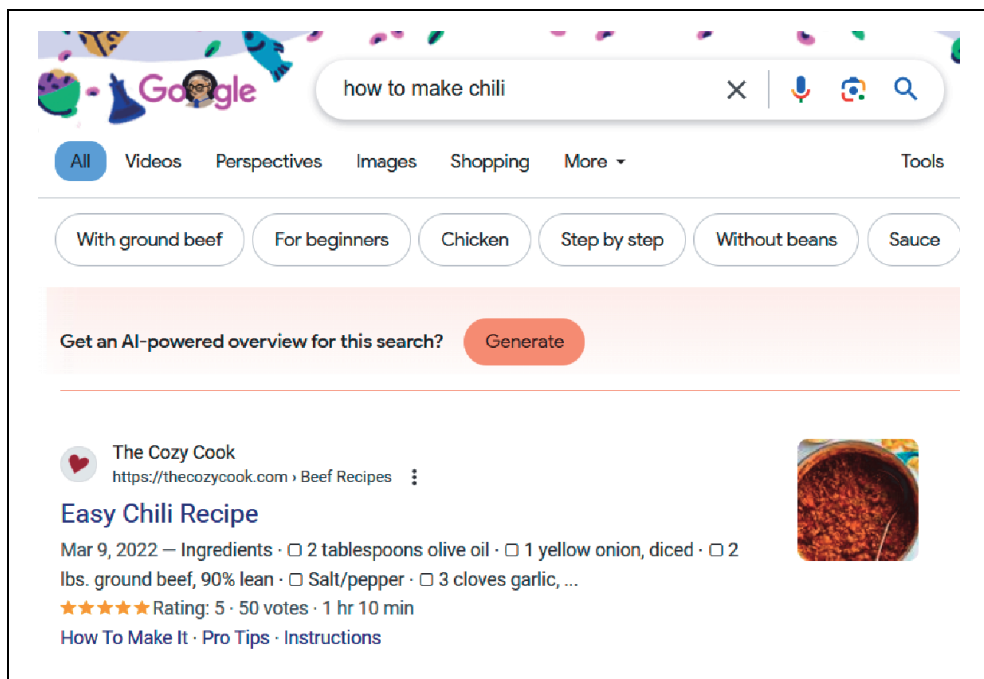 Google
how to make chili
All Videos Perspectives Images Shopping More Tools
With ground beef For beginners Chicken Step by step Without beans Sauce
Get an AI-powered overview for this search? Generate
The Cozy Cook
https://thecozycook.com › Beef Recipes
Easy Chili Recipe
Mar 9, 2022 — Ingredients · ☐ 2 tablespoons olive oil · ☐ 1 yellow onion, diced · ☐ 2
lbs. ground beef, 90% lean · ☐ Salt/pepper · ☐ 3 cloves garlic, ...
★★★★★ Rating: 5 · 50 votes · 1 hr 10 min
How To Make It · Pro Tips · Instructions